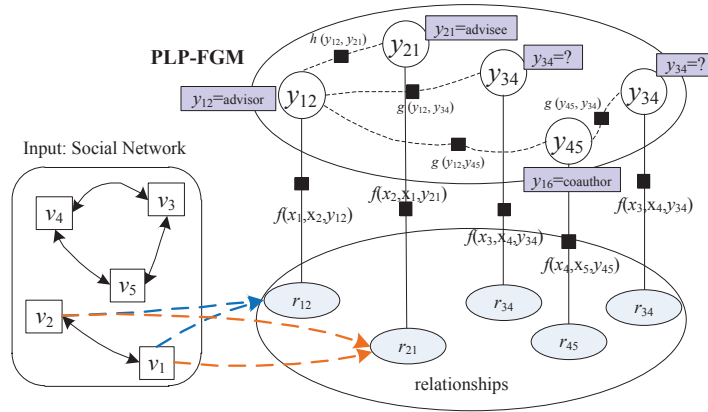 PLP-FGM
h (y12, y21)
y21
y21=advisee
y34
y34=?
y34=?
y34
y12=advisor
y12
g (y12, y34)
g (y45, y34)
g (y12,y45)
y45
y16=coauthor
Input: Social Network
f(x1,x2,y12)
f(x2,x1,y21)
f(x3,x4,y34)
f(x4,x5,y45)
f(x3,x4,y34)
v4
v3
v5
v2
v1
r12
r21
r34
r45
r34
relationships